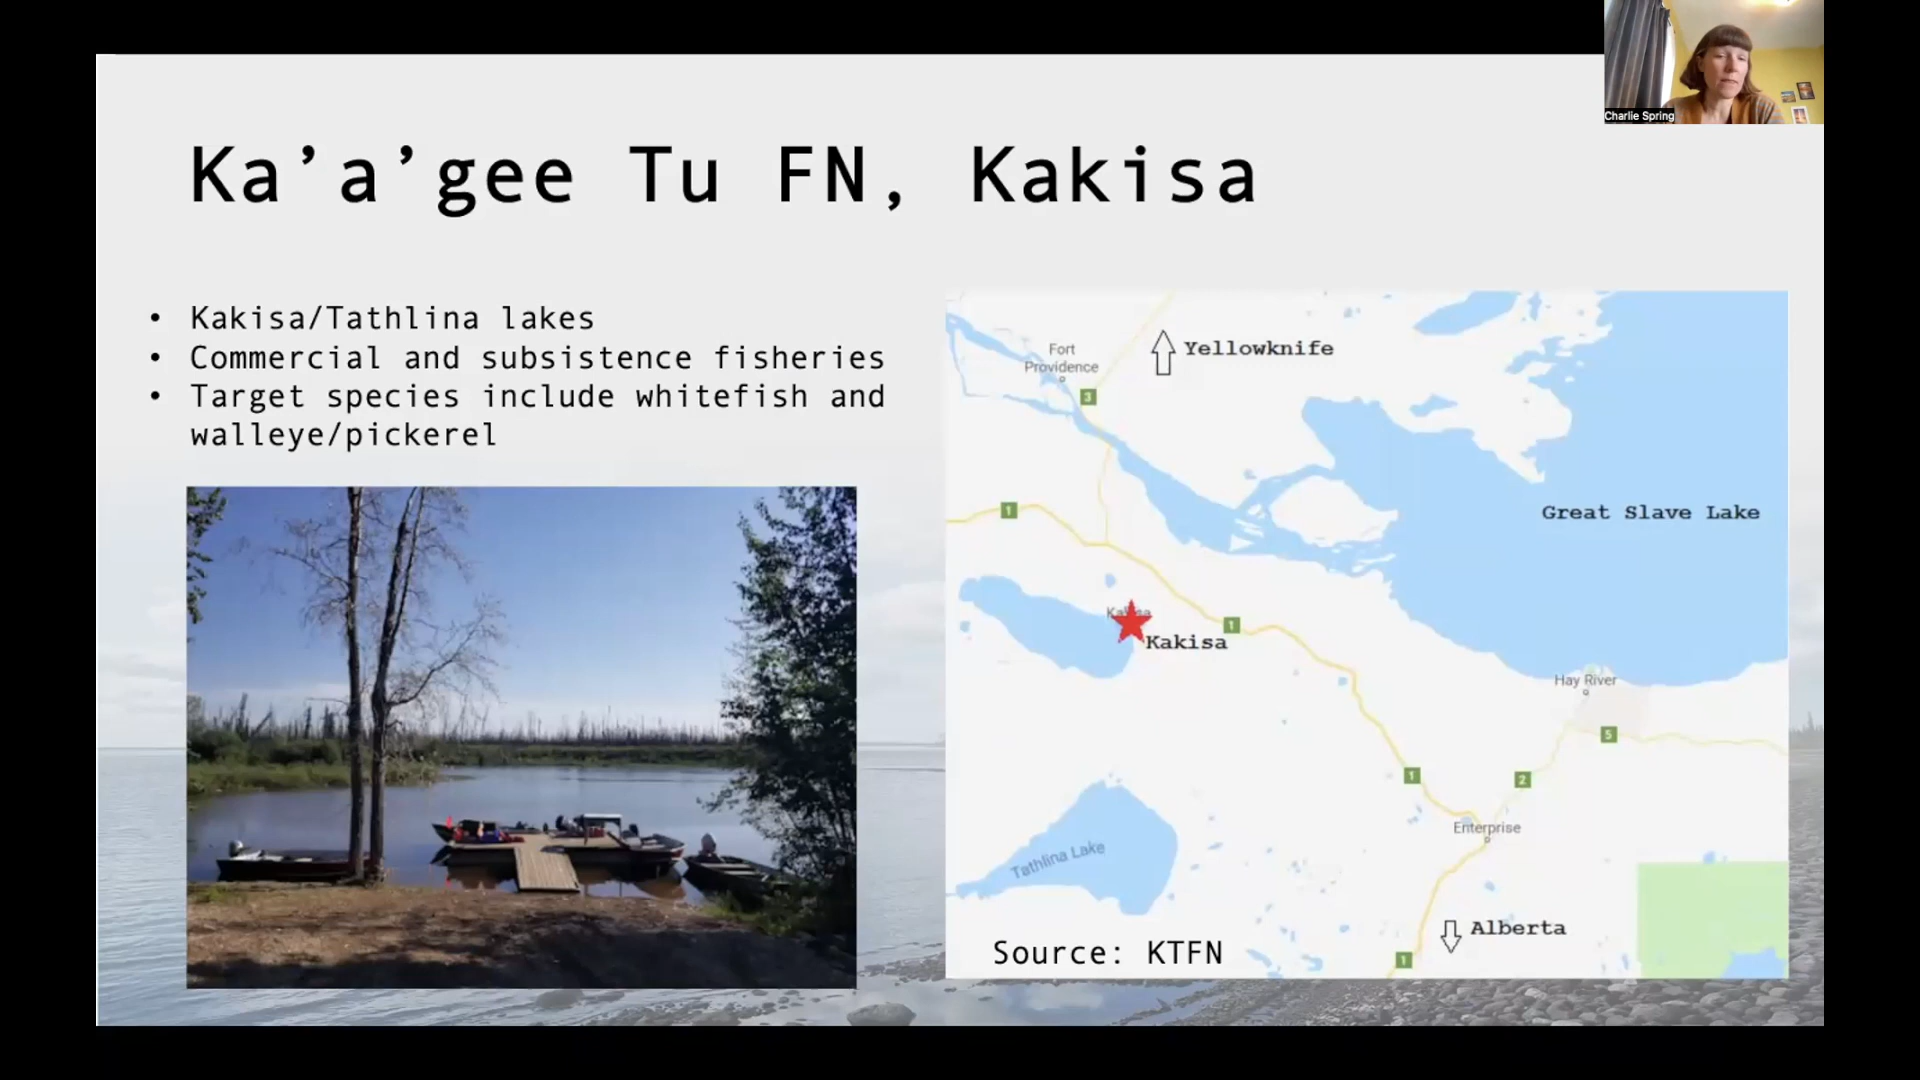 Charlie Spring
Ka’a’gee Tu FN, Kakisa
• Kakisa/Tathlina lakes
• Commercial and subsistence fisheries
• Target species include whitefish and
walleye/pickerel
Fort
Providence
Yellowknife
3
1
Great Slave Lake
Kakisa
1
Kakisa
Hay River
5
1
2
Enterprise
Tathlina Lake
Alberta
Source: KTFN
1